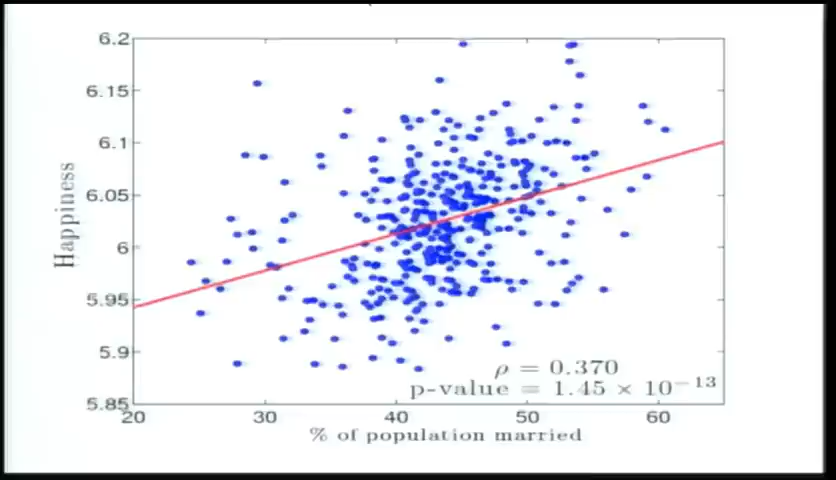 6.2
6.15
6.1
6.05
6
5.95
5.9
5.85
Happiness
ρ = 0.370
p-value = 1.45 × 10−13
20 30 40 50 60
% of population married